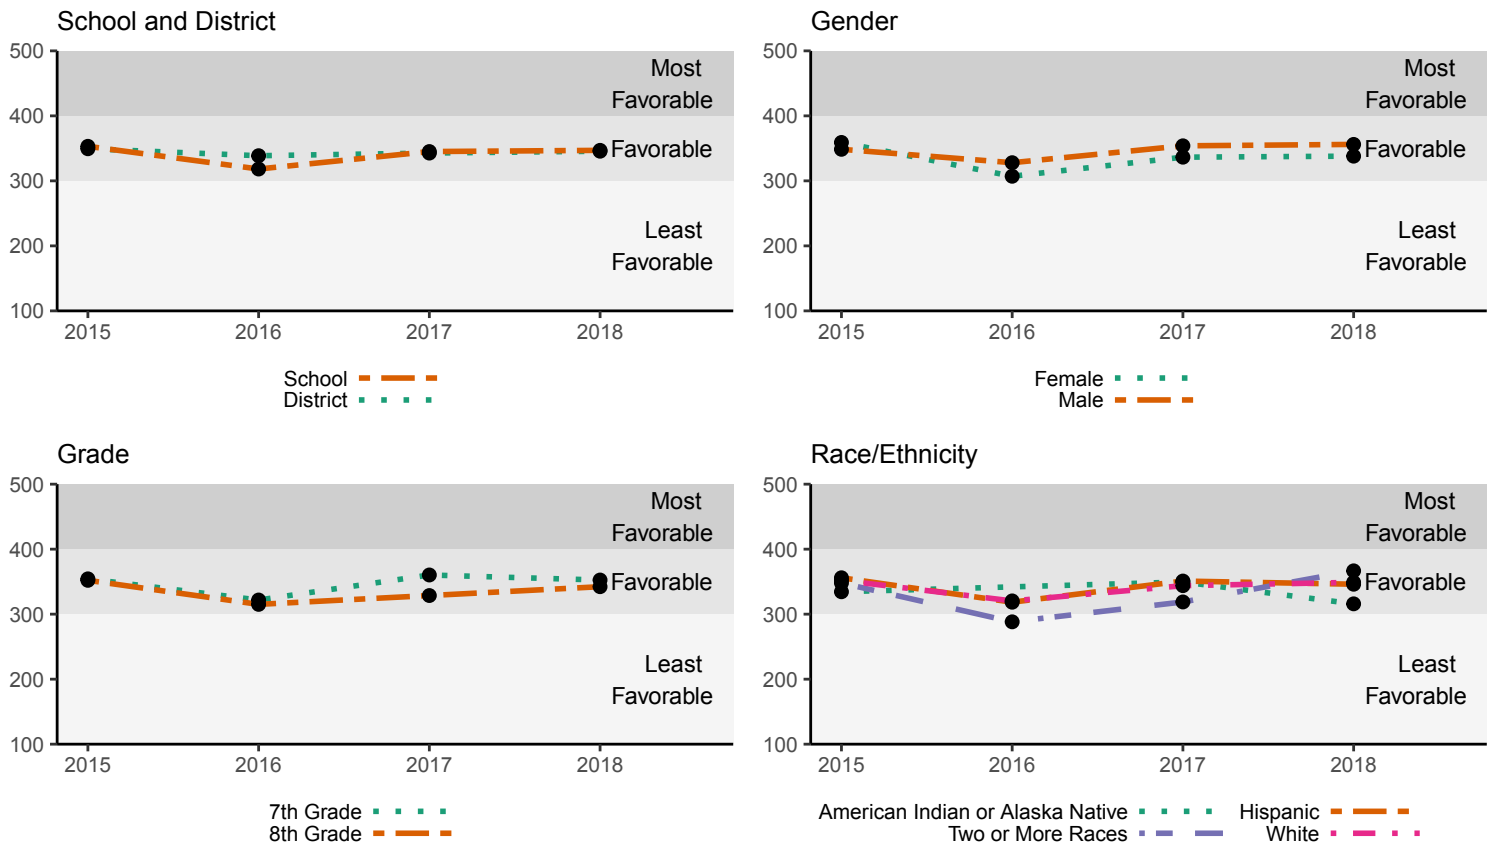 School and District
500
400
300
200
100
Most
Favorable
Favorable
Least
Favorable
2015 2016 2017 2018
School
District
Gender
500
400
300
200
100
Most
Favorable
Favorable
Least
Favorable
2015 2016 2017 2018
Female
Male
Grade
500
400
300
200
100
Most
Favorable
Favorable
Least
Favorable
2015 2016 2017 2018
7th Grade
8th Grade
Race/Ethnicity
500
400
300
200
100
Most
Favorable
Favorable
Least
Favorable
2015 2016 2017 2018
American Indian or Alaska Native Hispanic
Two or More Races White